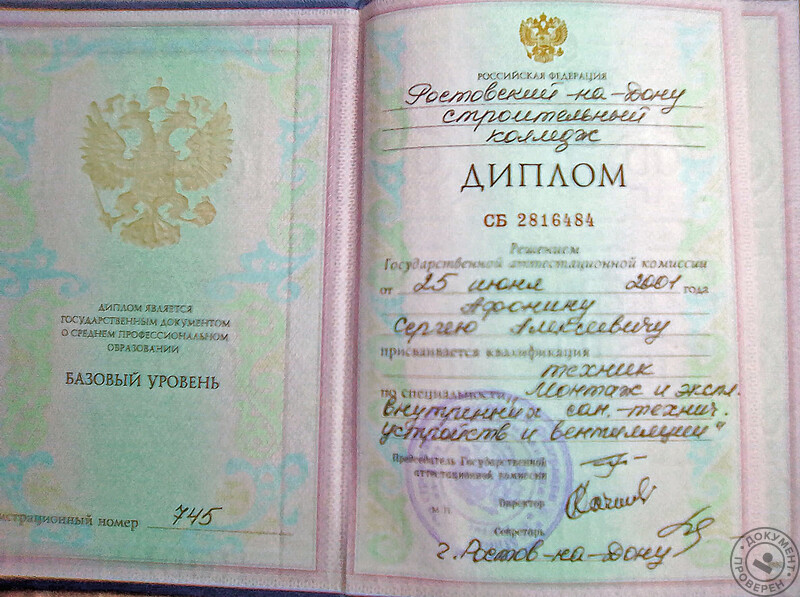 ДИПЛОМ ЯВЛЯЕТСЯ
ГОСУДАРСТВЕННЫМ ДОКУМЕНТОМ
О СРЕДНЕМ ПРОФЕССИОНАЛЬНОМ
ОБРАЗОВАНИИ
БАЗОВЫЙ УРОВЕНЬ
истрационный номер 745
РОССИЙСКАЯ ФЕДЕРАЦИЯ
Ростовский-на-Дону
строительный
колледж
ДИПЛОМ
СБ 2816484
Решением
Государственной аттестационной комиссии
от 25 июня 2001 года
Афонину
Сергею Алексеевичу
присваивается квалификация
техник
по специальности „Монтаж и экспл.
внутренних сан.-технич.
устройств и вентиляции"
Председатель Государственной
аттестационной комиссии
Директор
М.П.
Секретарь
г. Ростов-на-Дону
ДОКУМЕНТ ПРОВЕРЕН